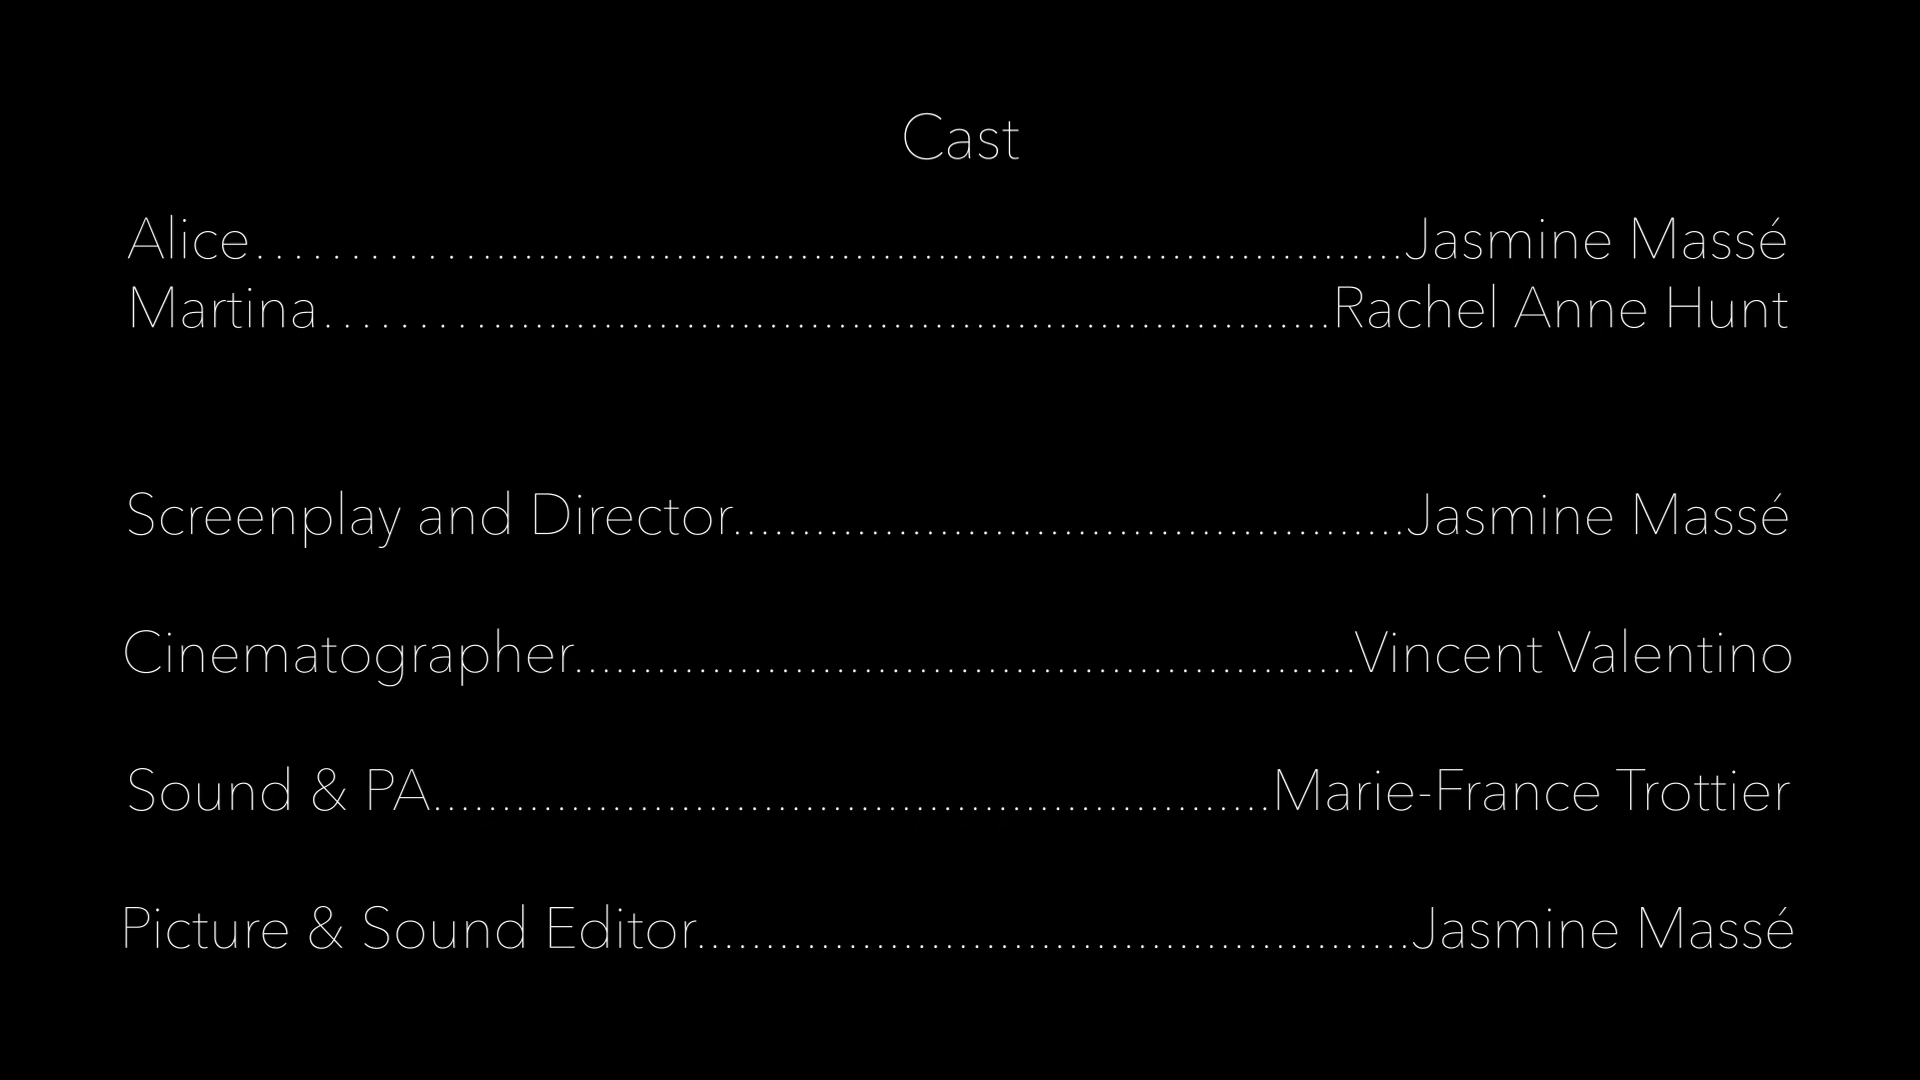 Cast
Alice................................................................................Jasmine Massé
Martina......................................................................Rachel Anne Hunt
Screenplay and Director.................................................Jasmine Massé
Cinematographer.........................................................Vincent Valentino
Sound & PA.............................................................Marie-France Trottier
Picture & Sound Editor....................................................Jasmine Massé